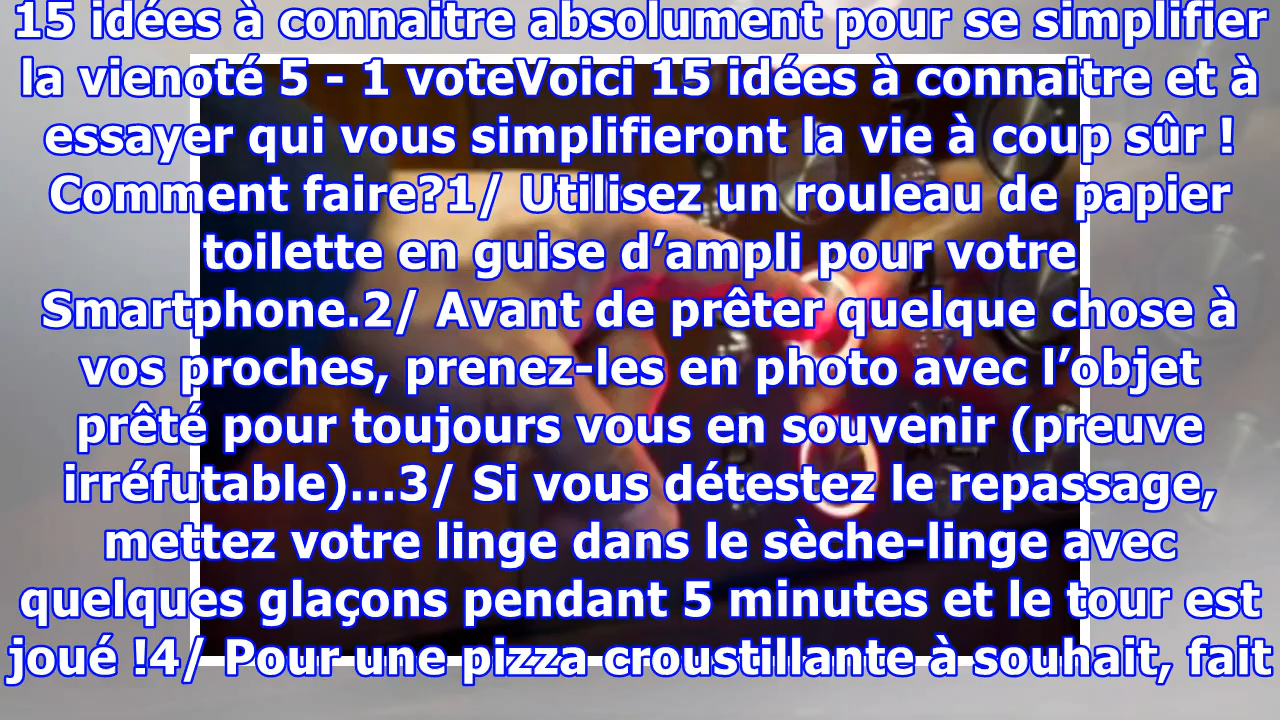 15 idées à connaitre absolument pour se simplifier
la vienoté 5 - 1 voteVoici 15 idées à connaitre et à
essayer qui vous simplifieront la vie à coup sûr !
Comment faire?1/ Utilisez un rouleau de papier
toilette en guise d’ampli pour votre
Smartphone.2/ Avant de prêter quelque chose à
vos proches, prenez-les en photo avec l’objet
prêté pour toujours vous en souvenir (preuve
irréfutable)...3/ Si vous détestez le repassage,
mettez votre linge dans le sèche-linge avec
quelques glaçons pendant 5 minutes et le tour est
joué !4/ Pour une pizza croustillante à souhait, fait